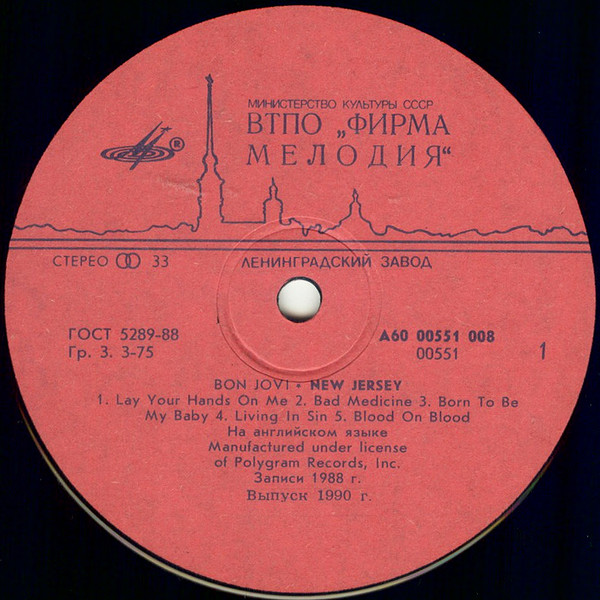 МИНИСТЕРСТВО КУЛЬТУРЫ СССР
ВТПО „ФИРМА
МЕЛОДИЯ“
®
СТЕРЕО 33
ЛЕНИНГРАДСКИЙ ЗАВОД
ГОСТ 5289-88
Гр. 3. 3-75
А60 00551 008
00551
1
BON JOVI • NEW JERSEY
1. Lay Your Hands On Me 2. Bad Medicine 3. Born To Be
My Baby 4. Living In Sin 5. Blood On Blood
На английском языке
Manufactured under license
of Polygram Records, Inc.
Записи 1988 г.
Выпуск 1990 г.